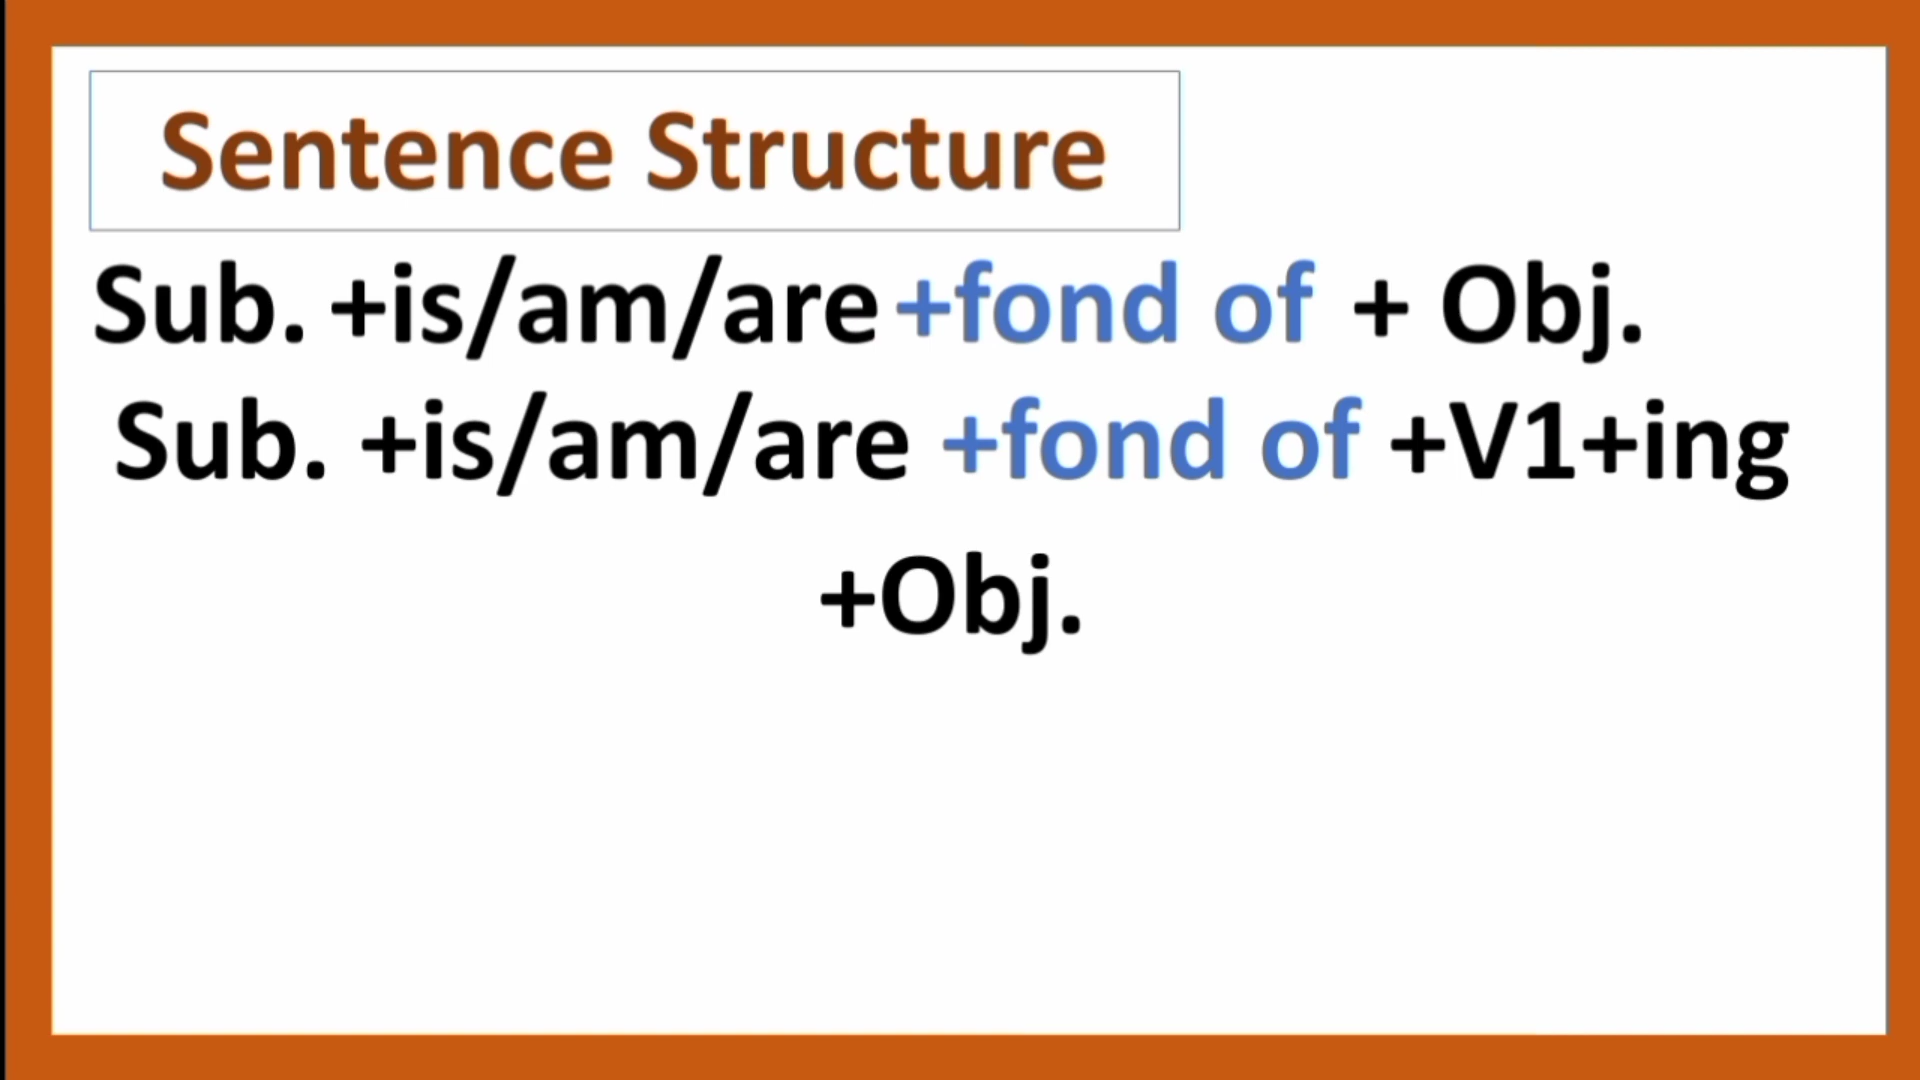 Sentence Structure
Sub. +is/am/are +fond of + Obj.
Sub. +is/am/are +fond of +V1+ing
+Obj.